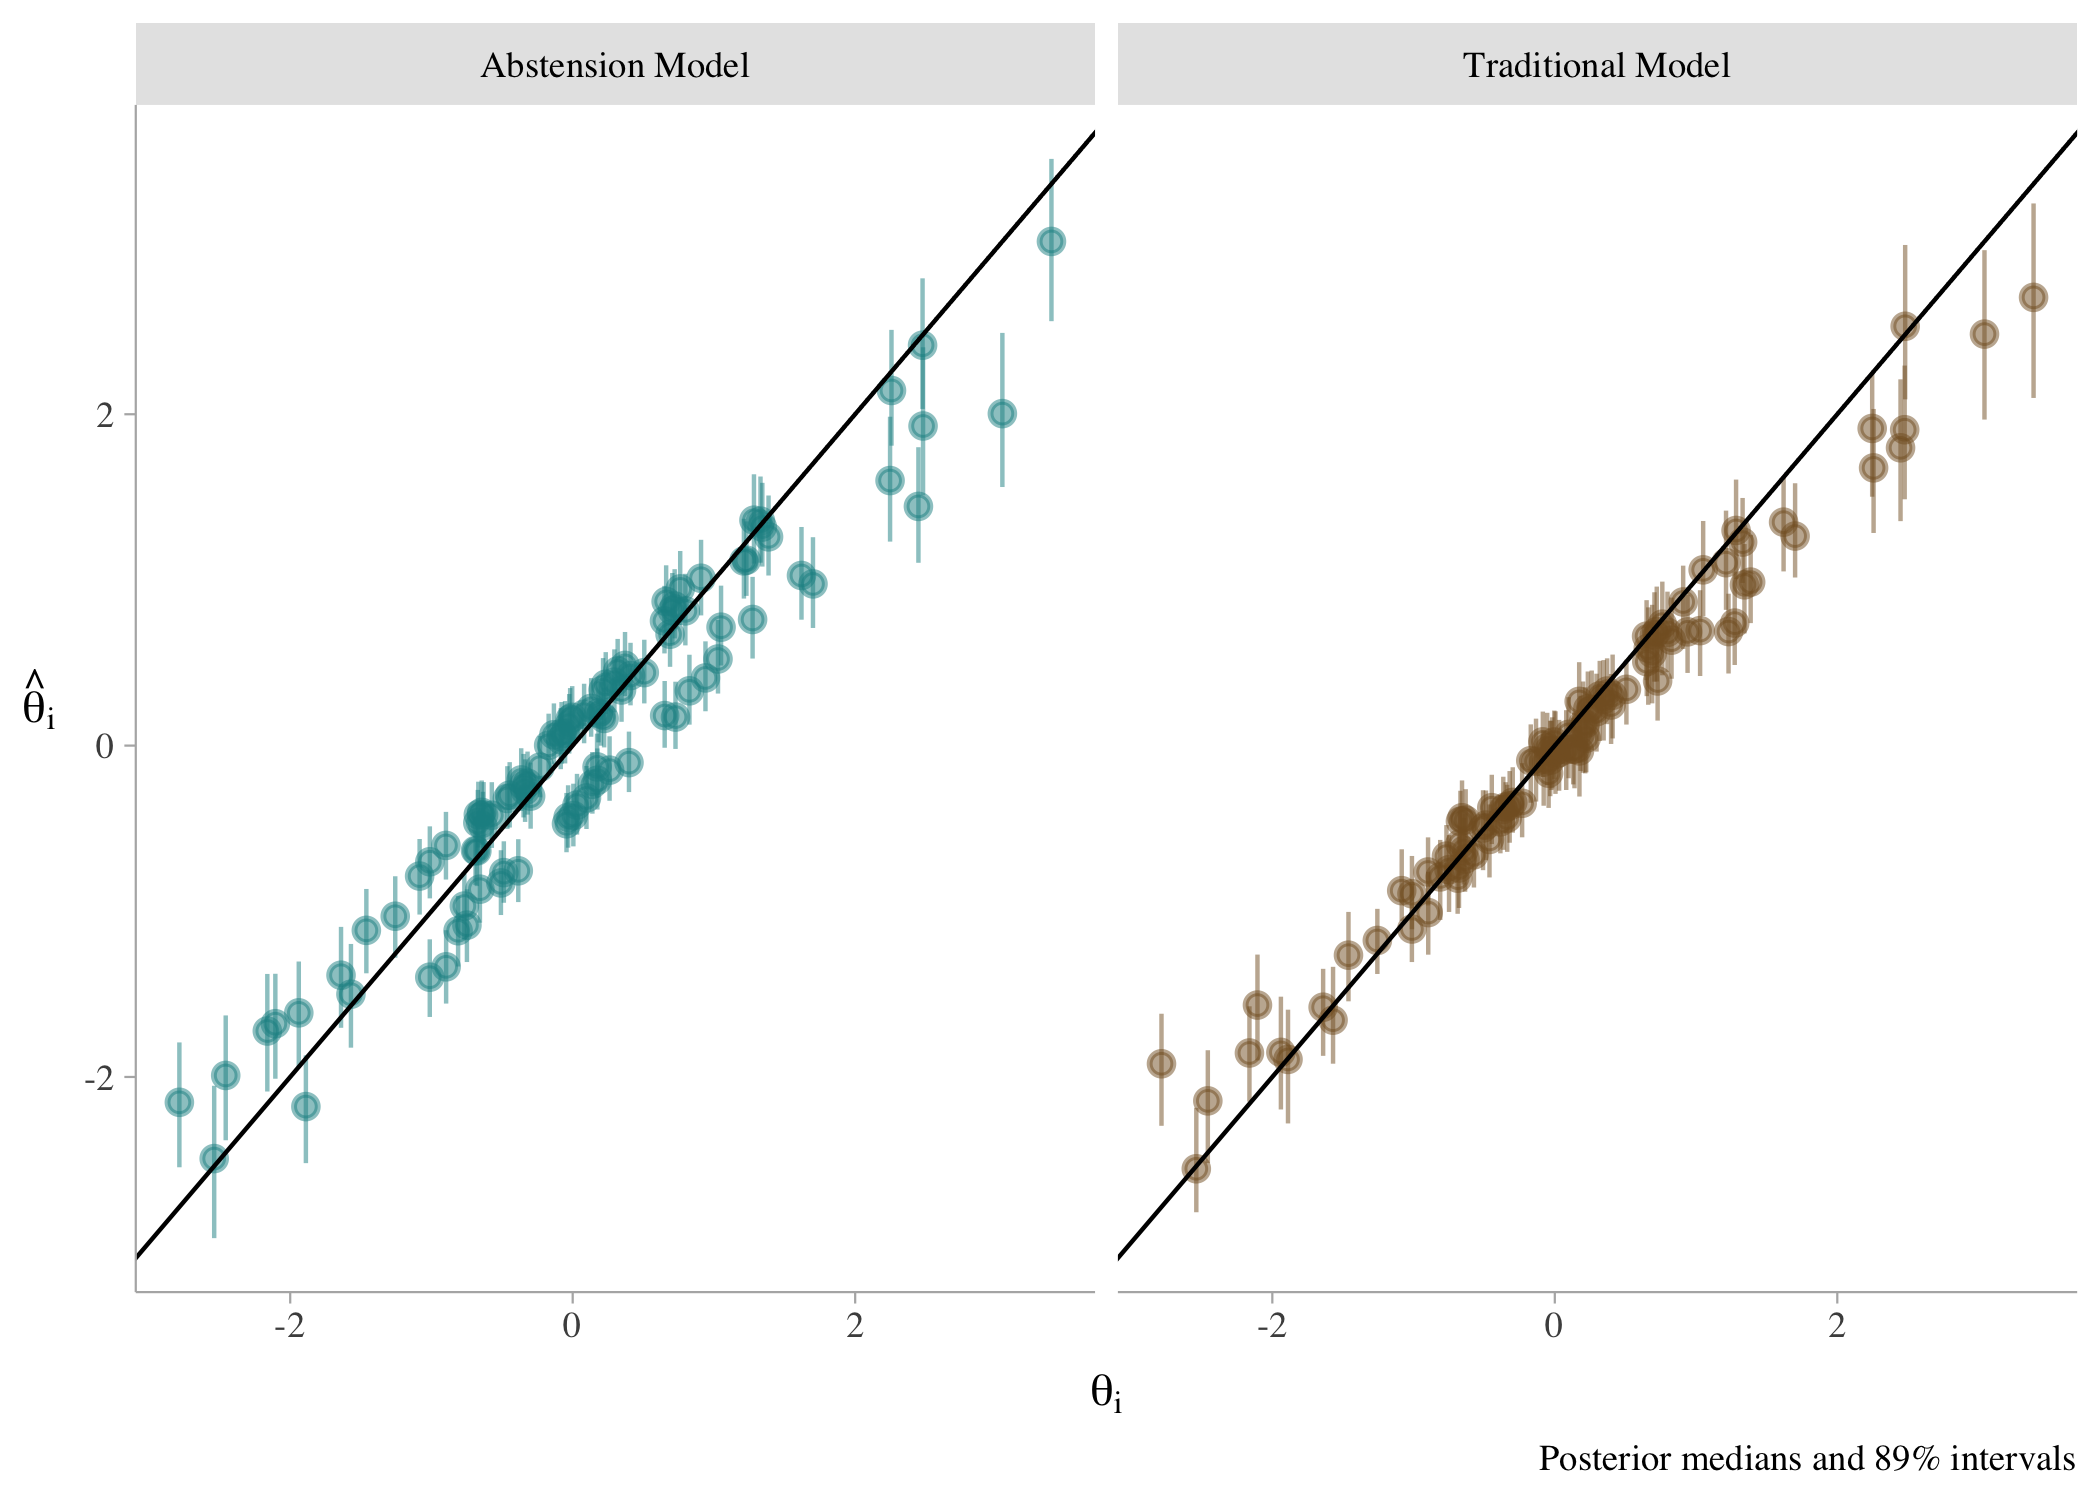 Abstension Model
Traditional Model
2
0
-2
θ̂i
-2
0
2
-2
0
2
θi
Posterior medians and 89% intervals